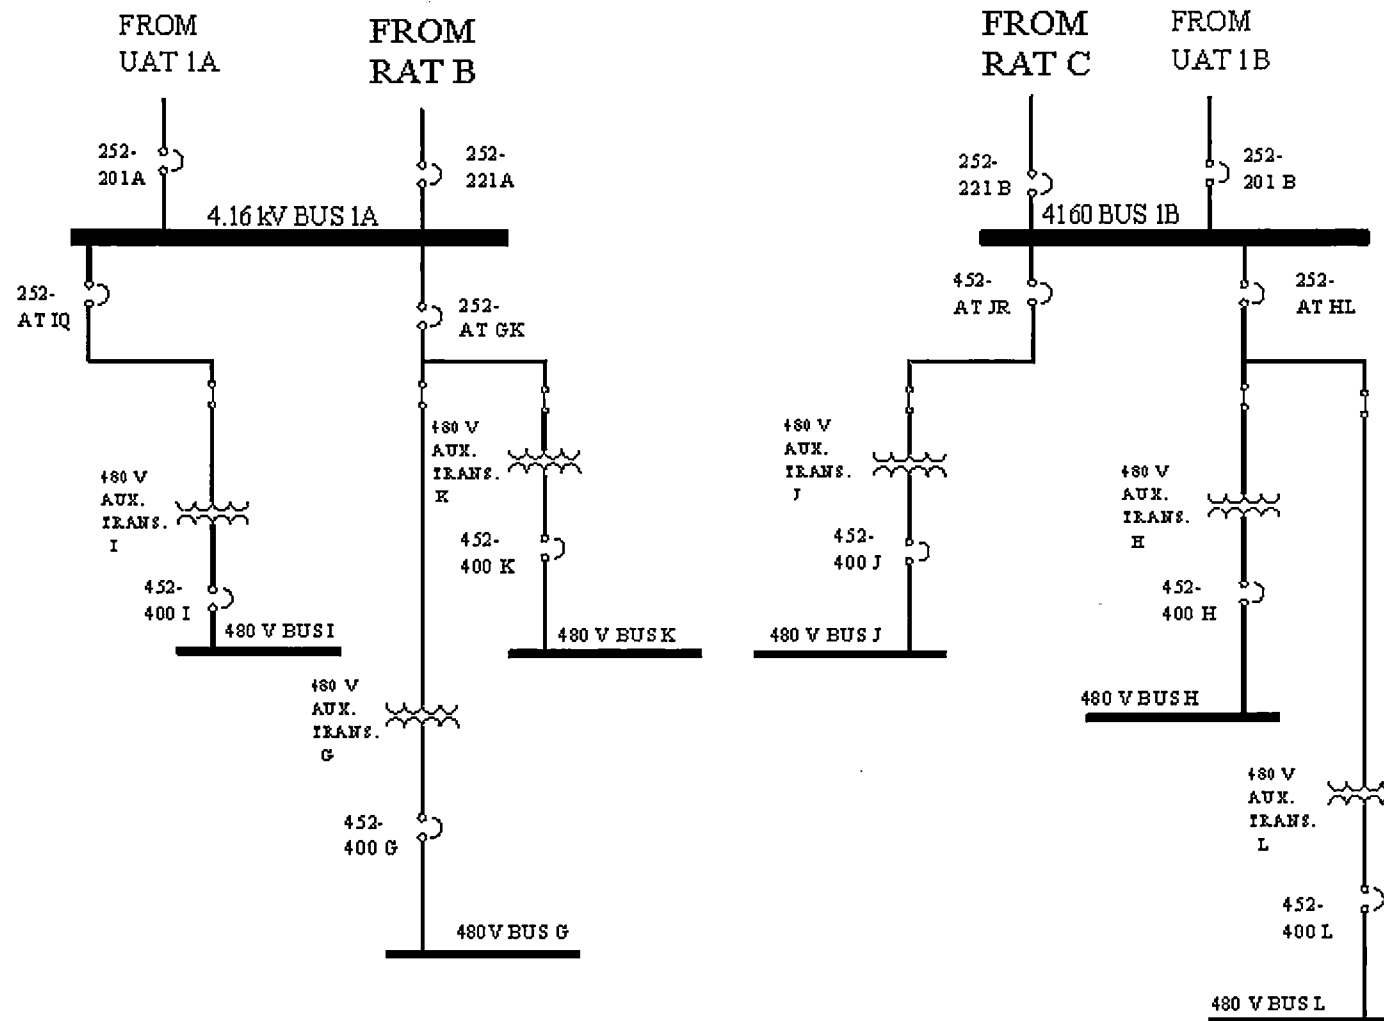 FROM
UAT 1A
FROM
RAT B
FROM
RAT C
FROM
UAT 1B
252-
201A
252-
221A
252-
221 B
252-
201 B
4.16 kV BUS 1A
4160 BUS 1B
252-
AT IQ
252-
AT GK
452-
AT JR
252-
AT HL
480 V
AUX.
TRANS.
I
480 V
AUX.
TRANS.
K
480 V
AUX.
TRANS.
J
480 V
AUX.
TRANS.
H
452-
400 I
452-
400 K
452-
400 J
452-
400 H
480 V BUS I
480 V BUS K
480 V BUS J
480 V BUS H
480 V
AUX.
TRANS.
G
480 V
AUX.
TRANS.
L
452-
400 G
452-
400 L
480V BUS G
480 V BUS L